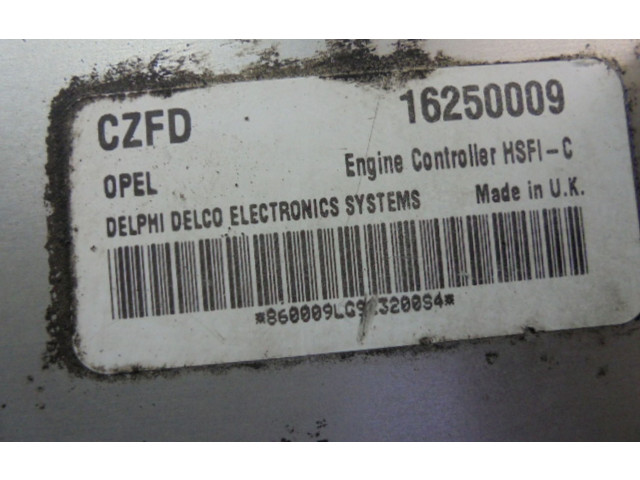 CZFD 16250009
OPEL Engine Controller HSFI-C
DELPHI DELCO ELECTRONICS SYSTEMS Made in U.K.